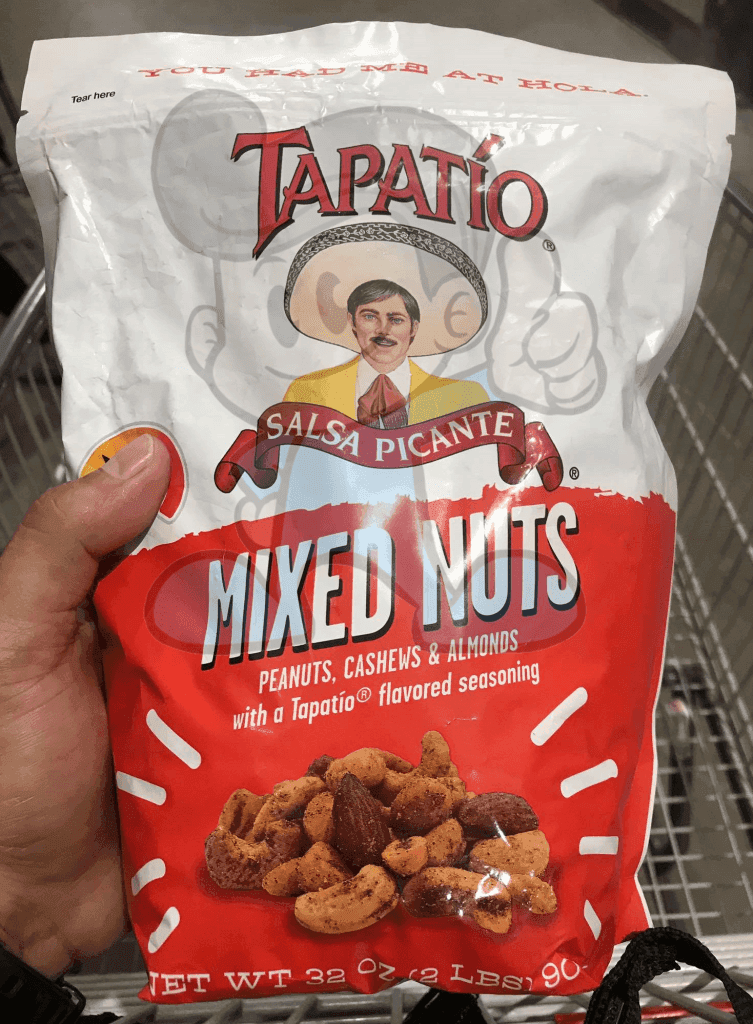 YOU HAD ME AT HOLA.
Tear here
TAPATÍO®
SALSA PICANTE®
MIXED NUTS
PEANUTS, CASHEWS & ALMONDS
with a Tapatío® flavored seasoning
NET WT 32 OZ (2 LBS) 90